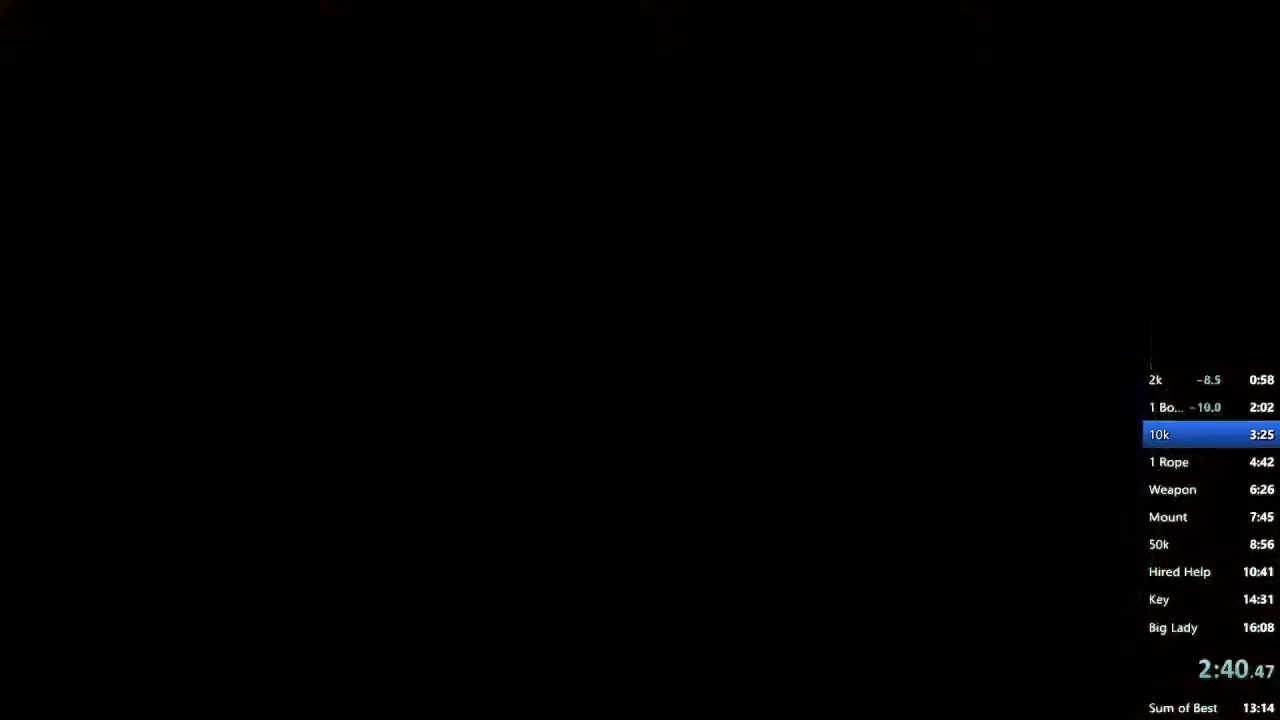 2k -8.5 0:58
1 Bo... -10.0 2:02
10k 3:25
1 Rope 4:42
Weapon 6:26
Mount 7:45
50k 8:56
Hired Help 10:41
Key 14:31
Big Lady 16:08
2:40.47
Sum of Best 13:14